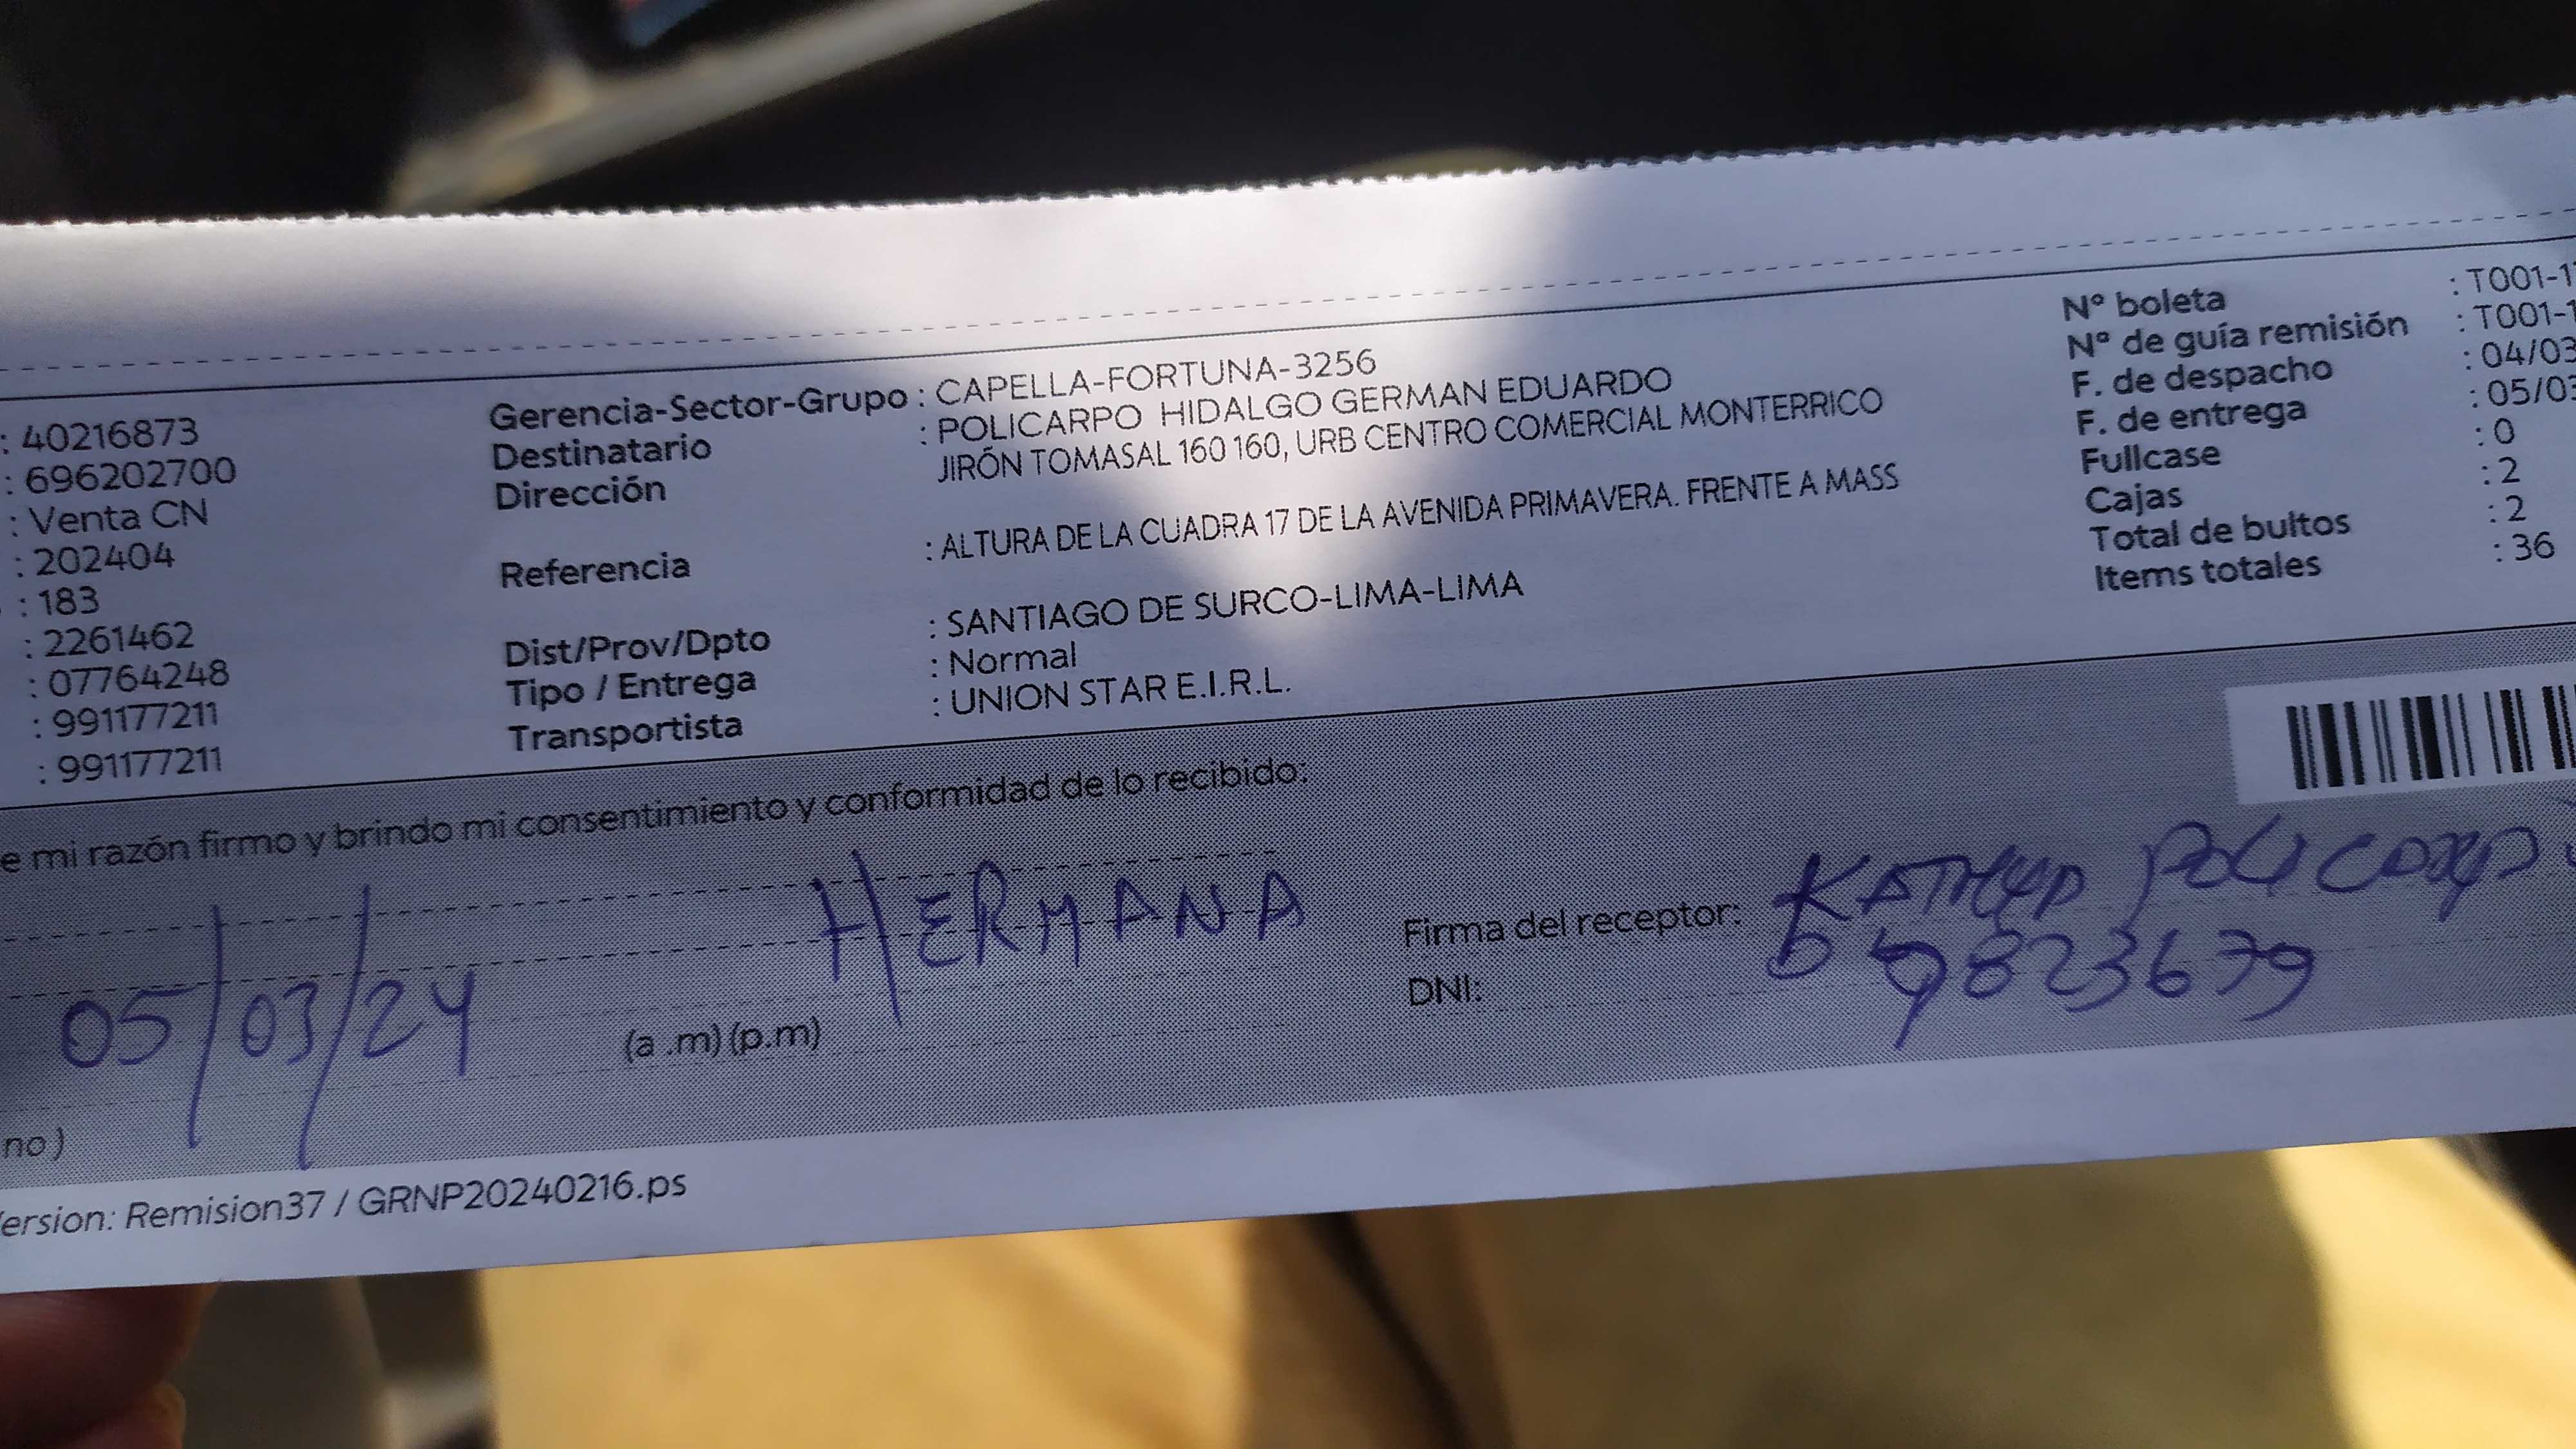 : 40216873
: 696202700
: Venta CN
: 202404
: 183
: 2261462
: 07764248
: 991177211
: 991177211
Gerencia-Sector-Grupo : CAPELLA-FORTUNA-3256
Destinatario : POLICARPO HIDALGO GERMAN EDUARDO
Dirección JIRÓN TOMASAL 160 160, URB CENTRO COMERCIAL MONTERRICO
Referencia : ALTURA DE LA CUADRA 17 DE LA AVENIDA PRIMAVERA. FRENTE A MASS
Dist/Prov/Dpto : SANTIAGO DE SURCO-LIMA-LIMA
Tipo / Entrega : Normal
Transportista : UNION STAR E.I.R.L.
Nº boleta : T001-1
Nº de guía remisión : T001-1
F. de despacho : 04/03
F. de entrega : 05/03
Fullcase : 0
Cajas : 2
Total de bultos : 2
Items totales : 36
e mi razón firmo y brindo mi consentimiento y conformidad de lo recibido:
05/03/24 (a .m) (p.m)
HERMANA
Firma del receptor:
DNI: 9823679
no)
ersion: Remision37 / GRNP20240216.ps